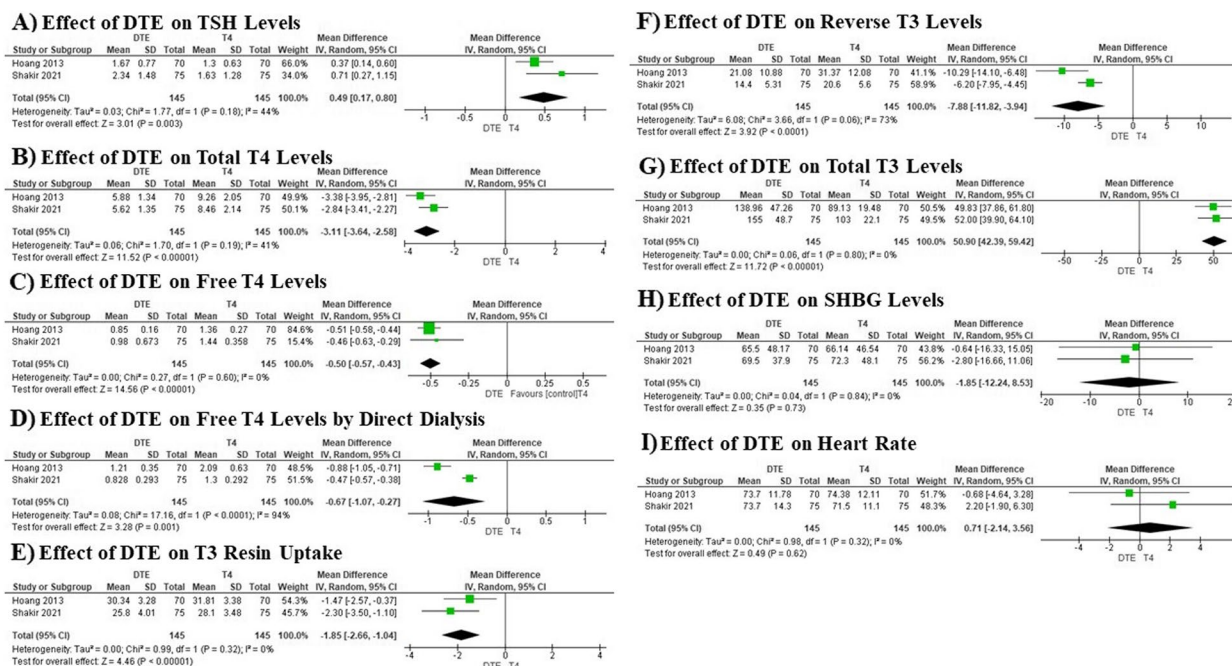 A) Effect of DTE on TSH Levels
DTE T4 Mean Difference Mean Difference
Study or Subgroup Mean SD Total Mean SD Total Weight IV, Random, 95% CI IV, Random, 95% CI
Hoang 2013 1.67 0.77 70 1.3 0.63 70 66.0% 0.37 [0.14, 0.60]
Shakir 2021 2.34 1.48 75 1.63 1.28 75 34.0% 0.71 [0.27, 1.15]
Total (95% CI) 145 145 100.0% 0.49 [0.17, 0.80]
Heterogeneity: Tau² = 0.03; Chi² = 1.77, df = 1 (P = 0.18); I² = 44%
Test for overall effect: Z = 3.01 (P = 0.003)
-1 -0.5 0 0.5 1
DTE T4
B) Effect of DTE on Total T4 Levels
DTE T4 Mean Difference Mean Difference
Study or Subgroup Mean SD Total Mean SD Total Weight IV, Random, 95% CI IV, Random, 95% CI
Hoang 2013 5.88 1.34 70 9.26 2.05 70 49.9% -3.38 [-3.95, -2.81]
Shakir 2021 5.62 1.35 75 8.46 2.14 75 50.1% -2.84 [-3.41, -2.27]
Total (95% CI) 145 145 100.0% -3.11 [-3.64, -2.58]
Heterogeneity: Tau² = 0.06; Chi² = 1.70, df = 1 (P = 0.19); I² = 41%
Test for overall effect: Z = 11.52 (P < 0.00001)
-4 -2 0 2 4
DTE T4
C) Effect of DTE on Free T4 Levels
DTE T4 Mean Difference Mean Difference
Study or Subgroup Mean SD Total Mean SD Total Weight IV, Random, 95% CI IV, Random, 95% CI
Hoang 2013 0.85 0.16 70 1.36 0.27 70 84.6% -0.51 [-0.58, -0.44]
Shakir 2021 0.98 0.673 75 1.44 0.358 75 15.4% -0.46 [-0.63, -0.29]
Total (95% CI) 145 145 100.0% -0.50 [-0.57, -0.43]
Heterogeneity: Tau² = 0.00; Chi² = 0.27, df = 1 (P = 0.60); I² = 0%
Test for overall effect: Z = 14.56 (P < 0.00001)
-0.5 -0.25 0 0.25 0.5
DTE Favours [control]T4
D) Effect of DTE on Free T4 Levels by Direct Dialysis
DTE T4 Mean Difference Mean Difference
Study or Subgroup Mean SD Total Mean SD Total Weight IV, Random, 95% CI IV, Random, 95% CI
Hoang 2013 1.21 0.35 70 2.09 0.63 70 48.5% -0.88 [-1.05, -0.71]
Shakir 2021 0.828 0.293 75 1.3 0.292 75 51.5% -0.47 [-0.57, -0.38]
Total (95% CI) 145 145 100.0% -0.67 [-1.07, -0.27]
Heterogeneity: Tau² = 0.08; Chi² = 17.16, df = 1 (P < 0.0001); I² = 94%
Test for overall effect: Z = 3.28 (P = 0.001)
-1 -0.5 0 0.5 1
DTE T4
E) Effect of DTE on T3 Resin Uptake
DTE T4 Mean Difference Mean Difference
Study or Subgroup Mean SD Total Mean SD Total Weight IV, Random, 95% CI IV, Random, 95% CI
Hoang 2013 30.34 3.28 70 31.81 3.38 70 54.3% -1.47 [-2.57, -0.37]
Shakir 2021 25.8 4.01 75 28.1 3.48 75 45.7% -2.30 [-3.50, -1.10]
Total (95% CI) 145 145 100.0% -1.85 [-2.66, -1.04]
Heterogeneity: Tau² = 0.00; Chi² = 0.99, df = 1 (P = 0.32); I² = 0%
Test for overall effect: Z = 4.46 (P < 0.00001)
-4 -2 0 2 4
DTE T4
F) Effect of DTE on Reverse T3 Levels
DTE T4 Mean Difference Mean Difference
Study or Subgroup Mean SD Total Mean SD Total Weight IV, Random, 95% CI IV, Random, 95% CI
Hoang 2013 21.08 10.88 70 31.37 12.08 70 41.1% -10.29 [-14.10, -6.48]
Shakir 2021 14.4 5.31 75 20.6 5.6 75 58.9% -6.20 [-7.95, -4.45]
Total (95% CI) 145 145 100.0% -7.88 [-11.82, -3.94]
Heterogeneity: Tau² = 6.08; Chi² = 3.66, df = 1 (P = 0.06); I² = 73%
Test for overall effect: Z = 3.92 (P < 0.0001)
-10 -5 0 5 10
DTE T4
G) Effect of DTE on Total T3 Levels
DTE T4 Mean Difference Mean Difference
Study or Subgroup Mean SD Total Mean SD Total Weight IV, Random, 95% CI IV, Random, 95% CI
Hoang 2013 138.96 47.26 70 89.13 19.48 70 50.5% 49.83 [37.86, 61.80]
Shakir 2021 155 48.7 75 103 22.1 75 49.5% 52.00 [39.90, 64.10]
Total (95% CI) 145 145 100.0% 50.90 [42.39, 59.42]
Heterogeneity: Tau² = 0.00; Chi² = 0.06, df = 1 (P = 0.80); I² = 0%
Test for overall effect: Z = 11.72 (P < 0.00001)
-50 -25 0 25 50
DTE T4
H) Effect of DTE on SHBG Levels
DTE T4 Mean Difference Mean Difference
Study or Subgroup Mean SD Total Mean SD Total Weight IV, Random, 95% CI IV, Random, 95% CI
Hoang 2013 65.5 48.17 70 66.14 46.54 70 43.8% -0.64 [-16.33, 15.05]
Shakir 2021 69.5 37.9 75 72.3 48.1 75 56.2% -2.80 [-16.66, 11.06]
Total (95% CI) 145 145 100.0% -1.85 [-12.24, 8.53]
Heterogeneity: Tau² = 0.00; Chi² = 0.04, df = 1 (P = 0.84); I² = 0%
Test for overall effect: Z = 0.35 (P = 0.73)
-20 -10 0 10 20
DTE T4
I) Effect of DTE on Heart Rate
DTE T4 Mean Difference Mean Difference
Study or Subgroup Mean SD Total Mean SD Total Weight IV, Random, 95% CI IV, Random, 95% CI
Hoang 2013 73.7 11.78 70 74.38 12.11 70 51.7% -0.68 [-4.64, 3.28]
Shakir 2021 73.7 14.3 75 71.5 11.1 75 48.3% 2.20 [-1.90, 6.30]
Total (95% CI) 145 145 100.0% 0.71 [-2.14, 3.56]
Heterogeneity: Tau² = 0.00; Chi² = 0.98, df = 1 (P = 0.32); I² = 0%
Test for overall effect: Z = 0.49 (P = 0.62)
-4 -2 0 2 4
DTE T4